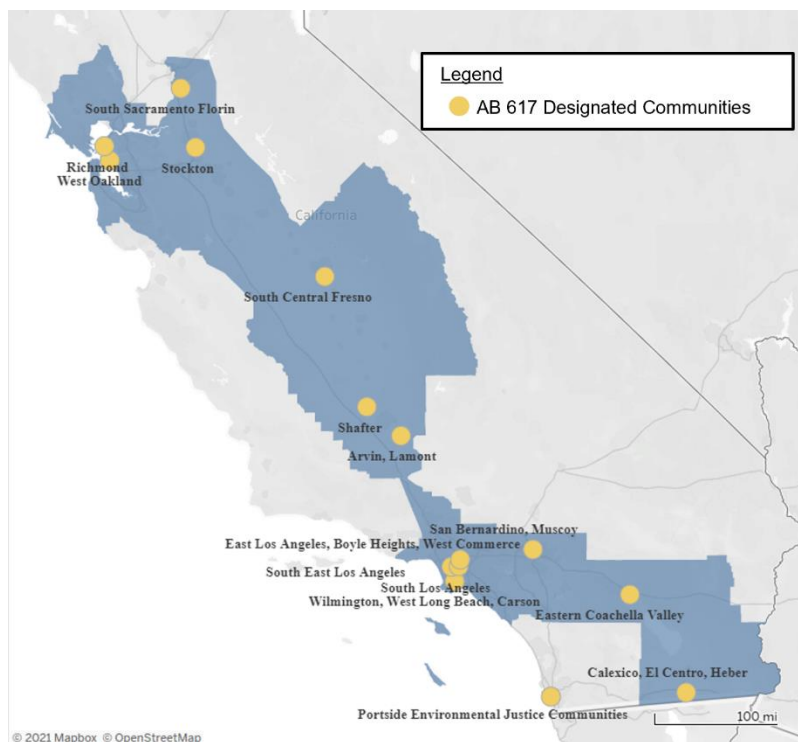 Legend
AB 617 Designated Communities
South Sacramento Florin
Richmond
West Oakland
Stockton
California
South Central Fresno
Shafter
Arvin, Lamont
San Bernardino, Muscoy
East Los Angeles, Boyle Heights, West Commerce
South East Los Angeles
South Los Angeles
Wilmington, West Long Beach, Carson
Eastern Coachella Valley
Calexico, El Centro, Heber
Portside Environmental Justice Communities
100 mi
© 2021 Mapbox © OpenStreetMap